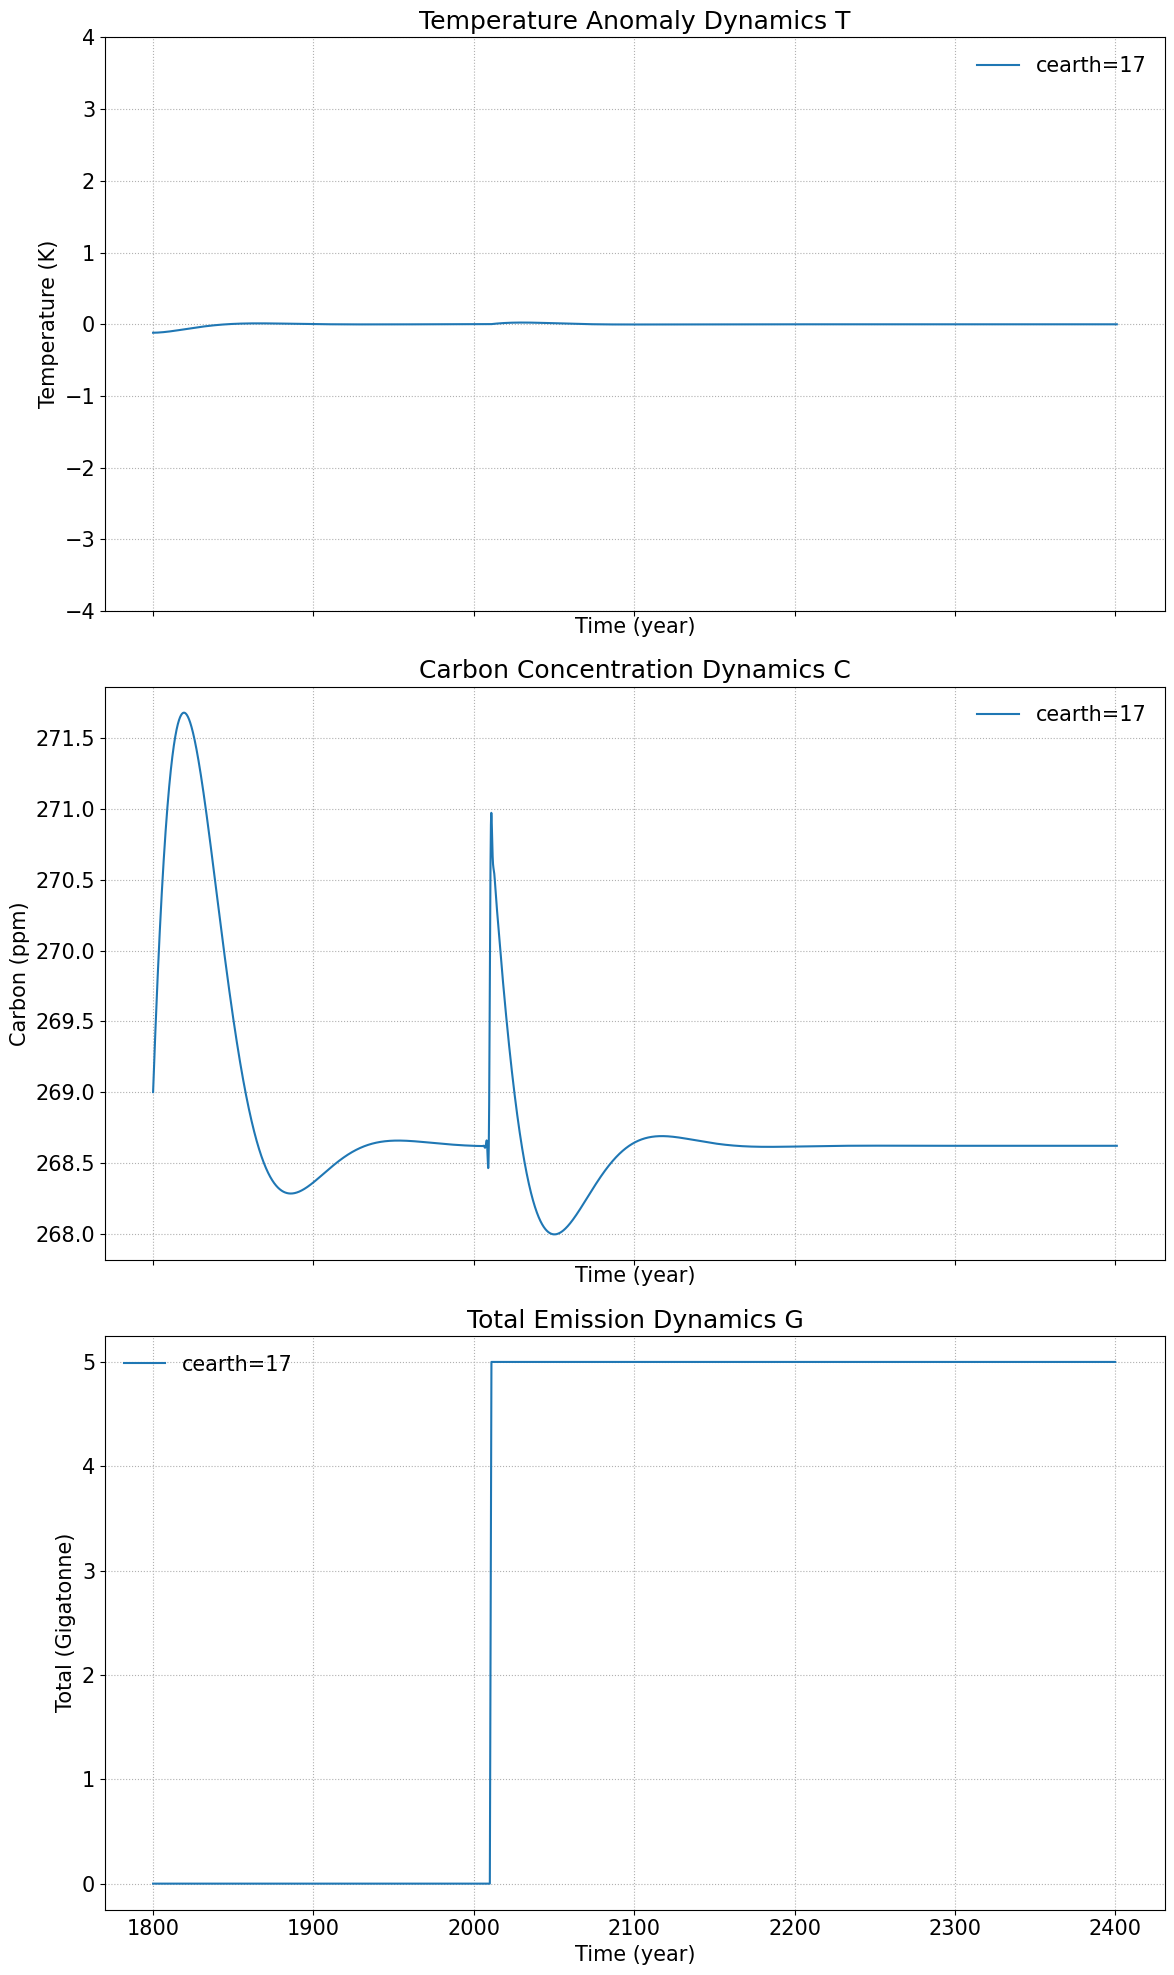 Temperature Anomaly Dynamics T
4
3
2
1
0
−1
−2
−3
−4
Temperature (K)
cearth=17
Time (year)
Carbon Concentration Dynamics C
271.5
271.0
270.5
270.0
269.5
269.0
268.5
268.0
Carbon (ppm)
cearth=17
Time (year)
Total Emission Dynamics G
5
4
3
2
1
0
Total (Gigatonne)
cearth=17
1800 1900 2000 2100 2200 2300 2400
Time (year)